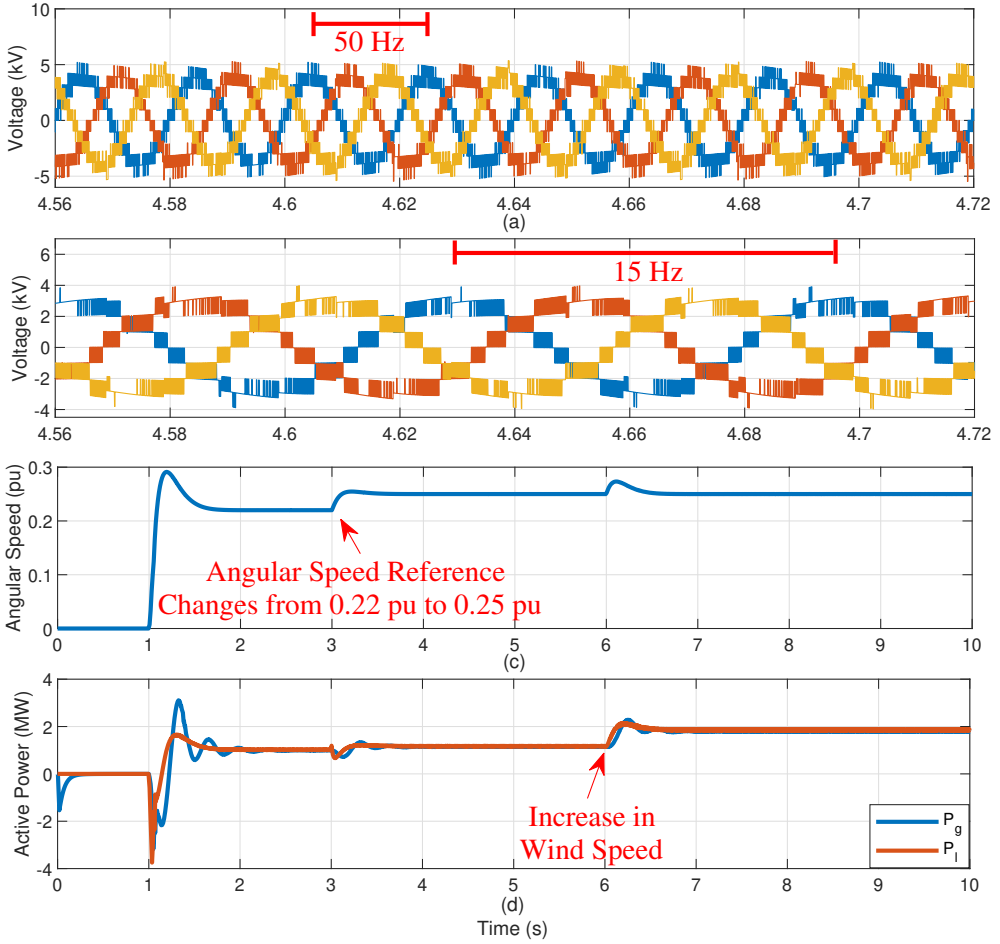 10
5
0
-5
Voltage (kV)
50 Hz
4.56 4.58 4.6 4.62 4.64 4.66 4.68 4.7 4.72
(a)
6
4
2
0
-2
-4
Voltage (kV)
15 Hz
4.56 4.58 4.6 4.62 4.64 4.66 4.68 4.7 4.72
0.3
0.2
0.1
0
Angular Speed (pu)
Angular Speed Reference
Changes from 0.22 pu to 0.25 pu
0 1 2 3 4 5 6 7 8 9 10
(c)
4
2
0
-2
-4
Active Power (MW)
Increase in
Wind Speed
P_g
P_l
0 1 2 3 4 5 6 7 8 9 10
(d)
Time (s)